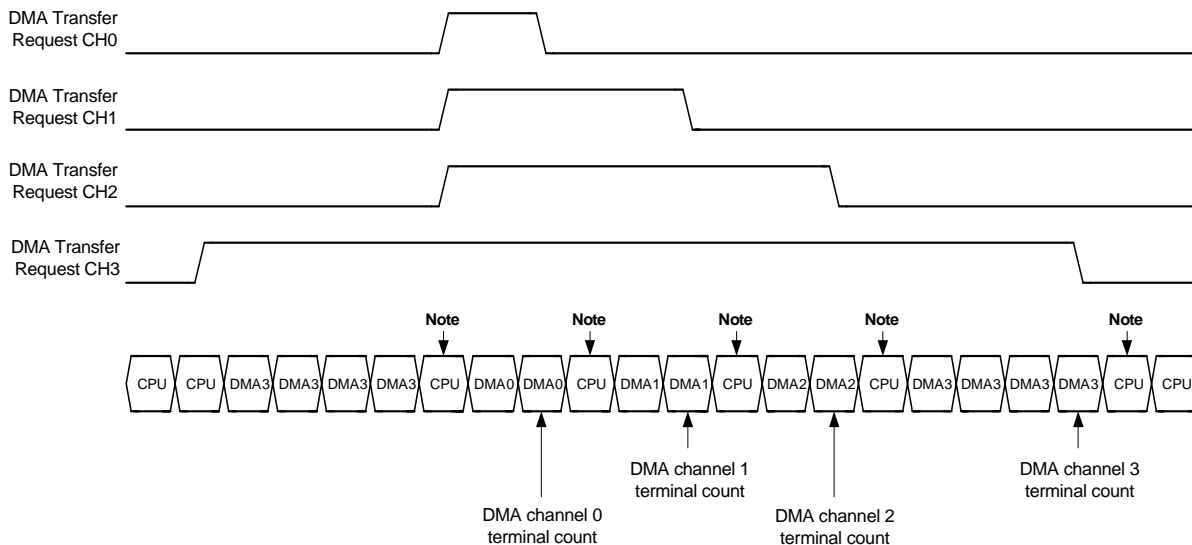 DMA Transfer
Request CH0
DMA Transfer
Request CH1
DMA Transfer
Request CH2
DMA Transfer
Request CH3
Note Note Note Note Note
CPU CPU DMA3 DMA3 DMA3 DMA3 CPU DMA0 DMA0 CPU DMA1 DMA1 CPU DMA2 DMA2 CPU DMA3 DMA3 DMA3 DMA3 CPU CPU
DMA channel 1
terminal count
DMA channel 3
terminal count
DMA channel 0
terminal count
DMA channel 2
terminal count